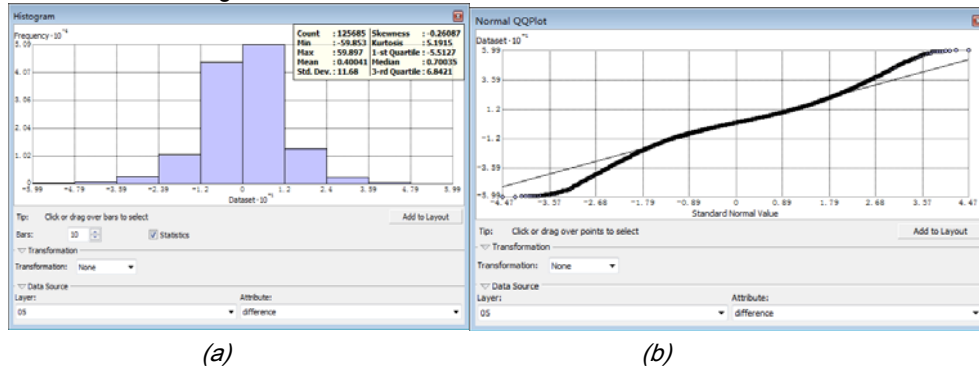 Histogram
Frequency·10⁻⁴
Count : 125685 Skewness : -0.26087
Min : -59.853 Kurtosis : 5.1915
Max : 59.897 1-st Quartile : -5.5127
Mean : 0.40041 Median : 0.70035
Std. Dev. : 11.68 3-rd Quartile : 6.8421
5.09
4.07
3.06
2.04
1.02
0
-5.99 -4.79 -3.59 -2.4 -1.2 0 1.2 2.4 3.59 4.79 5.99
Dataset·10⁻¹
Tip: Click or drag over bars to select
Add to Layout
Bars: 10 Statistics
Transformation
Transformation: None
Data Source
Layer: Attribute:
05 difference
(a)
Normal QQPlot
Dataset·10⁻¹
5.99
3.59
1.2
-1.2
-3.59
-5.99
-4.47 -3.57 -2.68 -1.79 -0.89 0 0.89 1.79 2.68 3.57 4.47
Standard Normal Value
Tip: Click or drag over points to select
Add to Layout
Transformation
Transformation: None
Data Source
Layer: Attribute:
05 difference
(b)